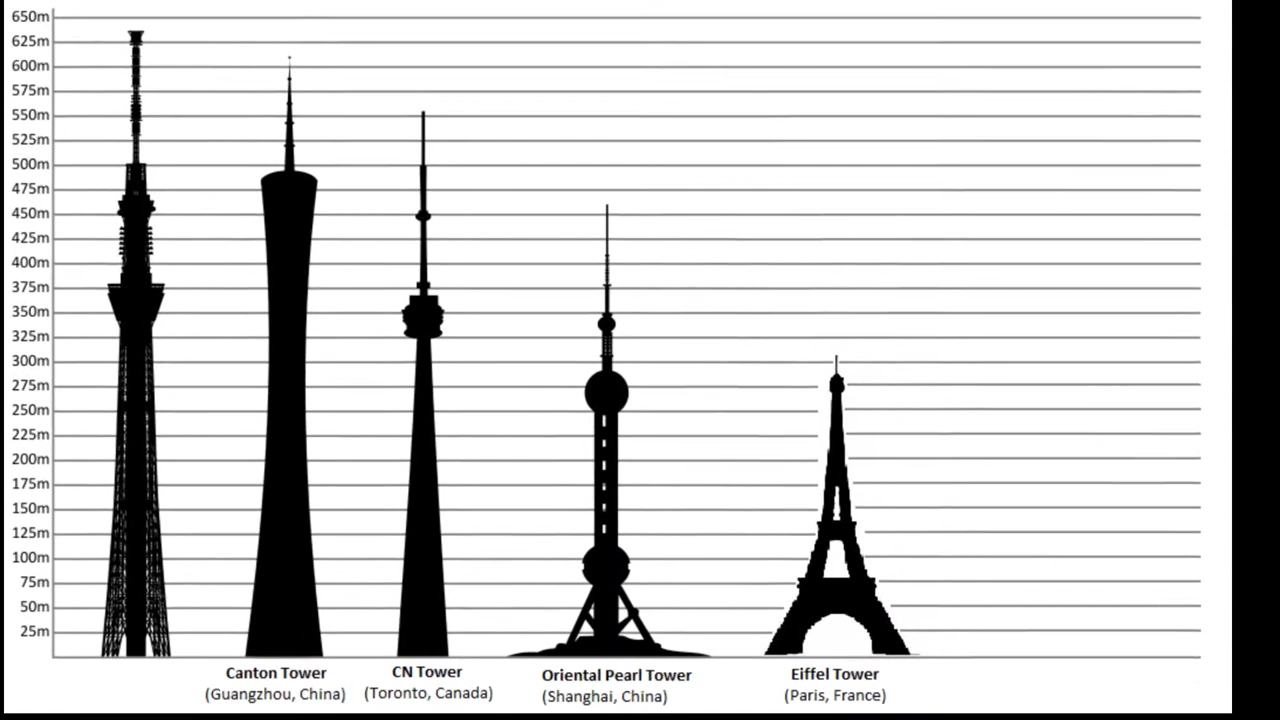 650m
625m
600m
575m
550m
525m
500m
475m
450m
425m
400m
375m
350m
325m
300m
275m
250m
225m
200m
175m
150m
125m
100m
75m
50m
25m
Canton Tower
(Guangzhou, China)
CN Tower
(Toronto, Canada)
Oriental Pearl Tower
(Shanghai, China)
Eiffel Tower
(Paris, France)